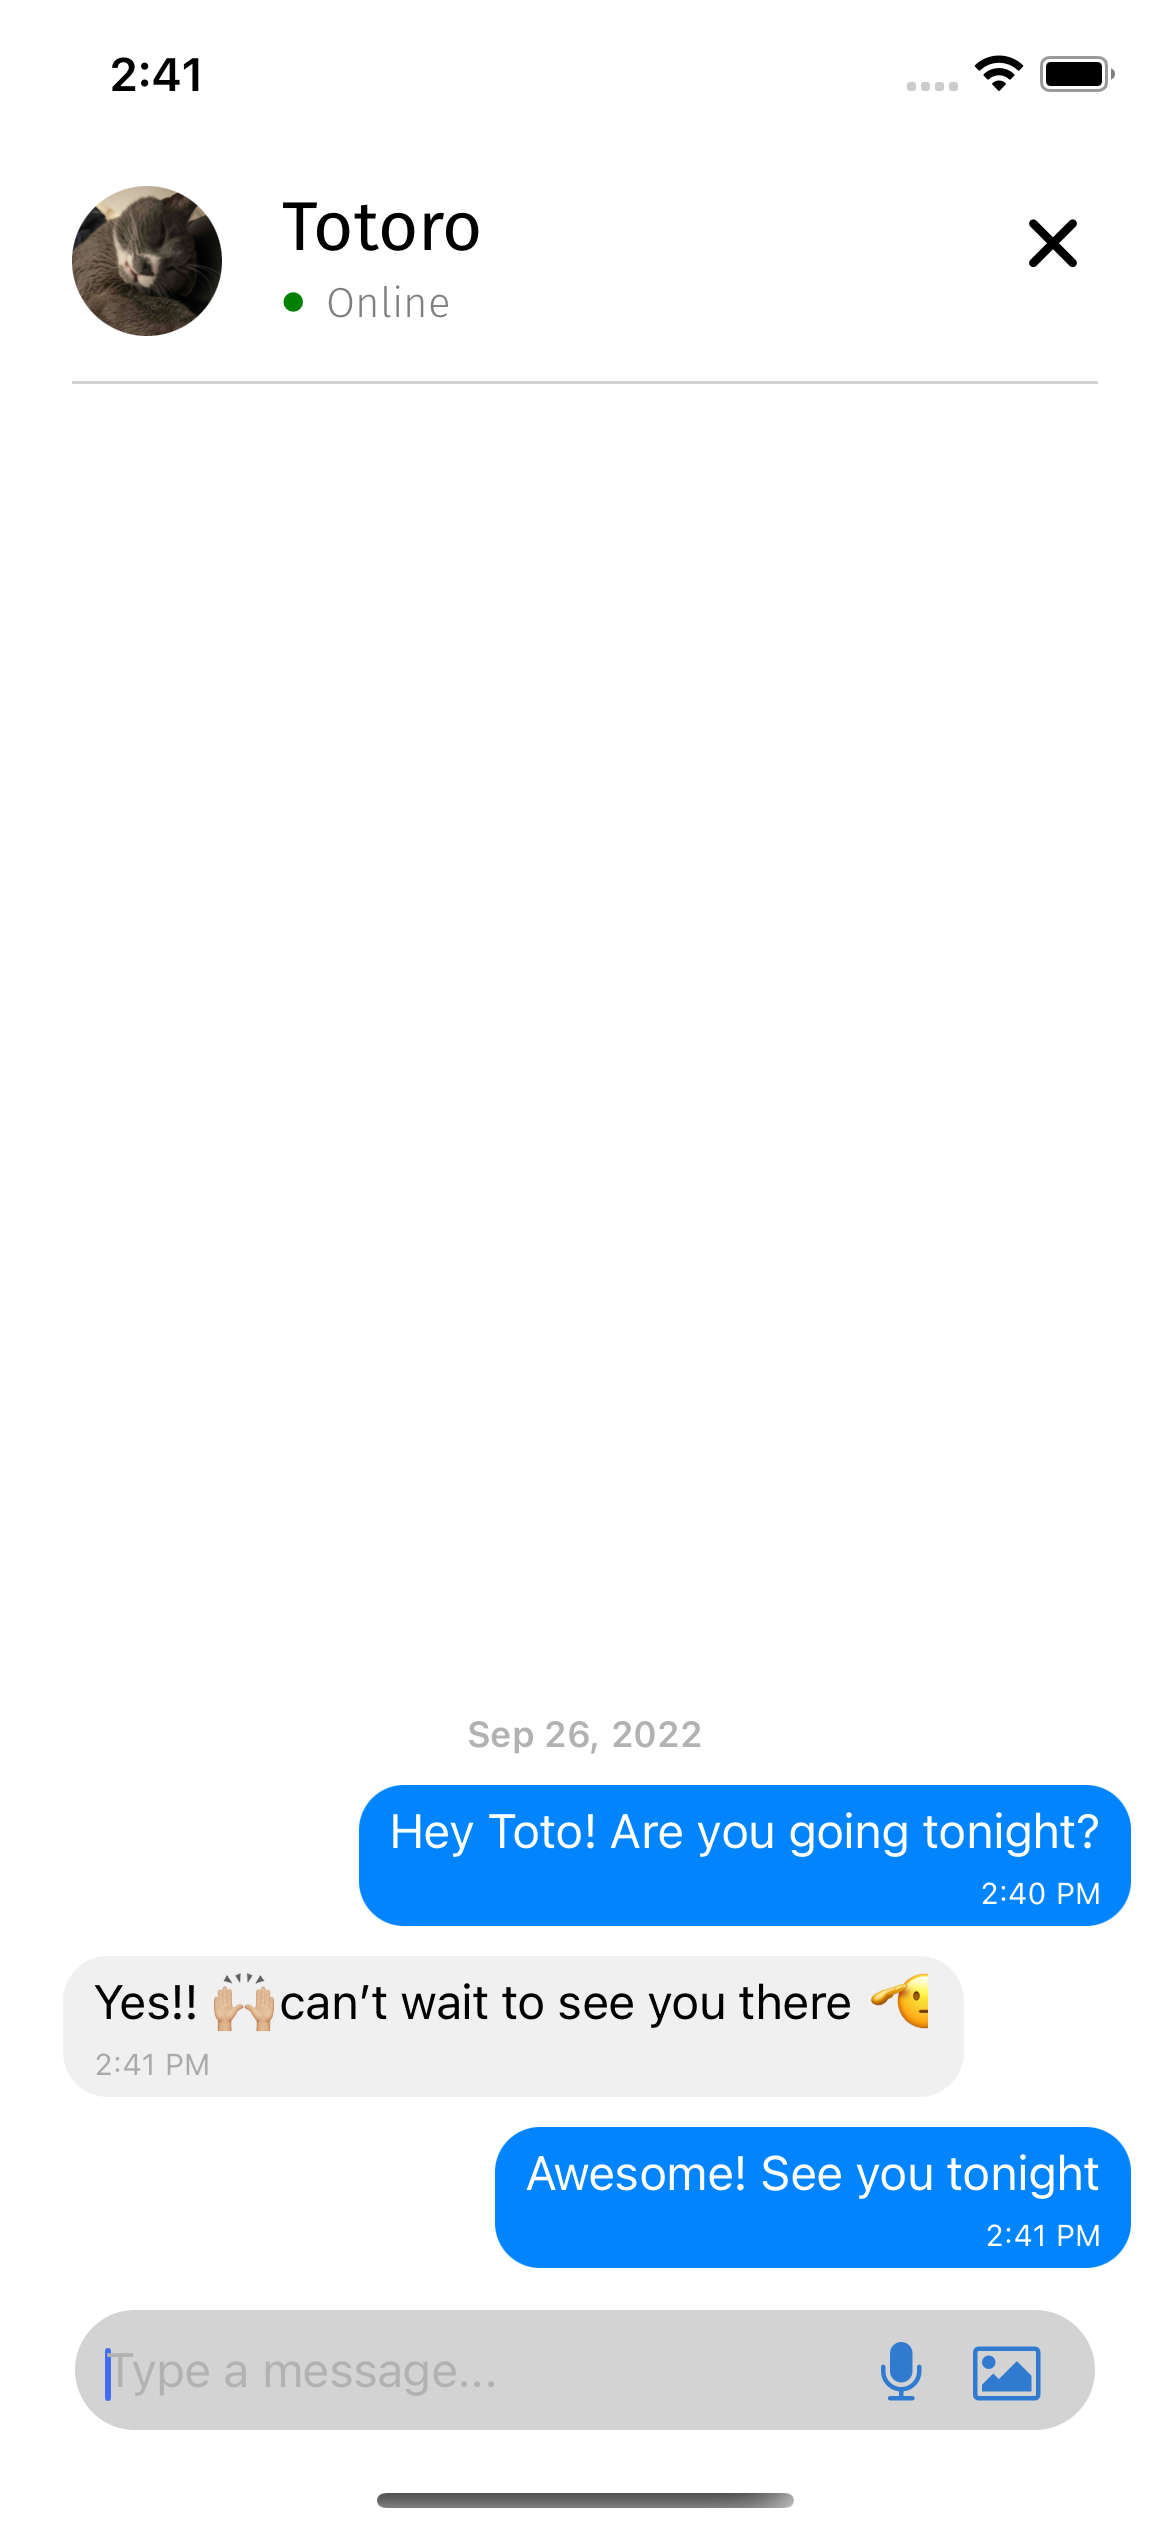 2:41
Totoro
Online
Sep 26, 2022
Hey Toto! Are you going tonight?
2:40 PM
Yes!! 🙌🏼can’t wait to see you there 🫡
2:41 PM
Awesome! See you tonight
2:41 PM
Type a message...